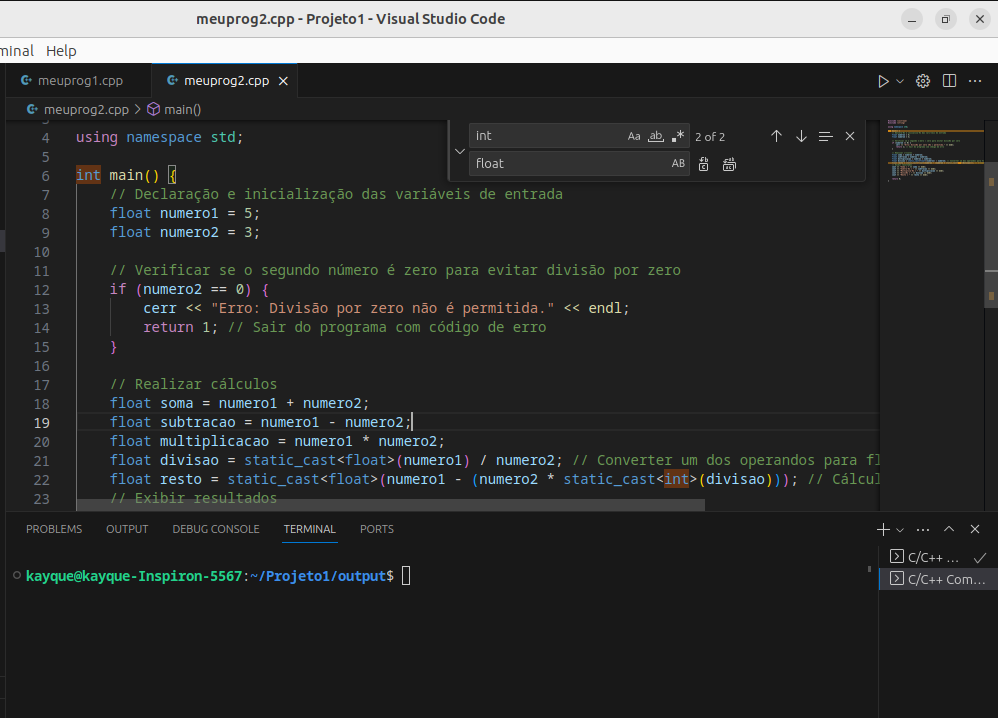 meuprog2.cpp - Projeto1 - Visual Studio Code
minal Help
meuprog1.cpp meuprog2.cpp
meuprog2.cpp > main()
int Aa ab 2 of 2
float AB
4 using namespace std;
5
6 int main() {
7 // Declaração e inicialização das variáveis de entrada
8 float numero1 = 5;
9 float numero2 = 3;
10
11 // Verificar se o segundo número é zero para evitar divisão por zero
12 if (numero2 == 0) {
13 cerr << "Erro: Divisão por zero não é permitida." << endl;
14 return 1; // Sair do programa com código de erro
15 }
16
17 // Realizar cálculos
18 float soma = numero1 + numero2;
19 float subtracao = numero1 - numero2;
20 float multiplicacao = numero1 * numero2;
21 float divisao = static_cast<float>(numero1) / numero2; // Converter um dos operandos para fl
22 float resto = static_cast<float>(numero1 - (numero2 * static_cast<int>(divisao))); // Cálcul
23 // Exibir resultados
PROBLEMS OUTPUT DEBUG CONSOLE TERMINAL PORTS
C/C++ ...
kayque@kayque-Inspiron-5567:~/Projeto1/output$
C/C++ Com...